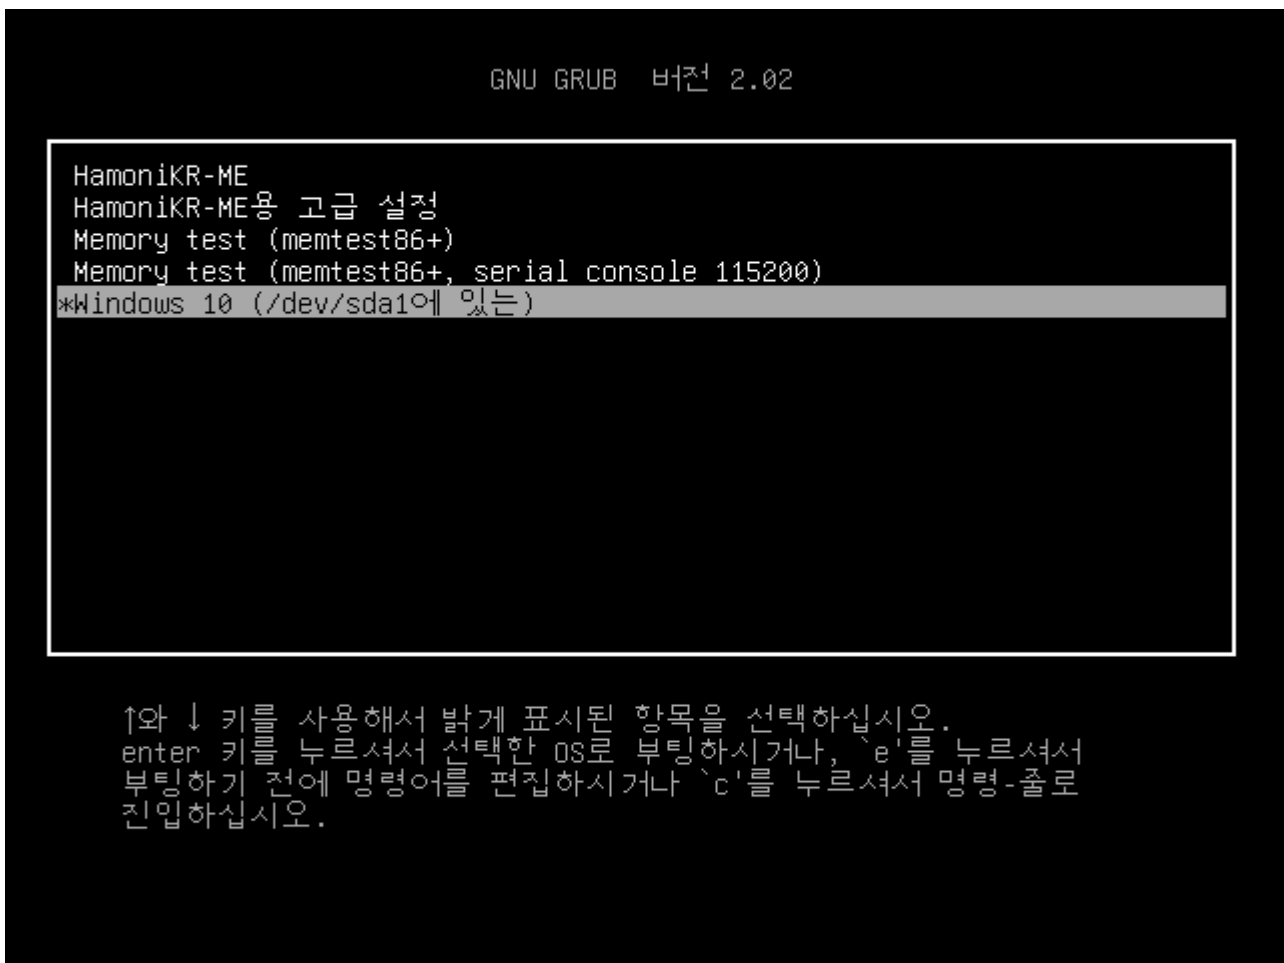 GNU GRUB 버전 2.02
HamoniKR-ME
HamoniKR-ME용 고급 설정
Memory test (memtest86+)
Memory test (memtest86+, serial console 115200)
*Windows 10 (/dev/sda1에 있는)
↑와 ↓ 키를 사용해서 밝게 표시된 항목을 선택하십시오.
enter 키를 누르셔서 선택한 OS로 부팅하시거나, `e'를 누르셔서
부팅하기 전에 명령어를 편집하시거나 `c'를 누르셔서 명령-줄로
진입하십시오.